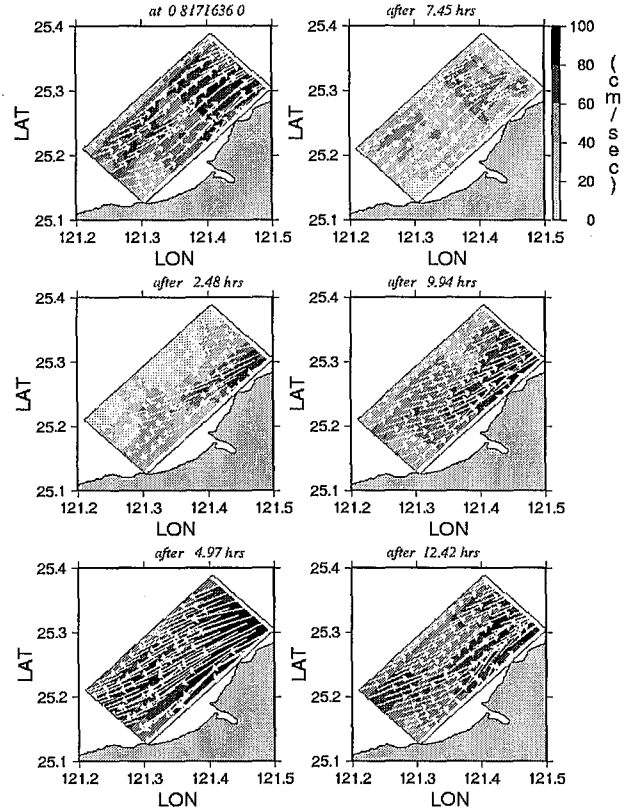 at 0 8171636 0
25.4
25.3
25.2
25.1
LAT
121.2 121.3 121.4 121.5
LON
after 7.45 hrs
25.4
25.3
25.2
25.1
LAT
121.2 121.3 121.4 121.5
LON
100
80
60
40
20
0
(cm/sec)
after 2.48 hrs
25.4
25.3
25.2
25.1
LAT
121.2 121.3 121.4 121.5
LON
after 9.94 hrs
25.4
25.3
25.2
25.1
LAT
121.2 121.3 121.4 121.5
LON
after 4.97 hrs
25.4
25.3
25.2
25.1
LAT
121.2 121.3 121.4 121.5
LON
after 12.42 hrs
25.4
25.3
25.2
25.1
LAT
121.2 121.3 121.4 121.5
LON